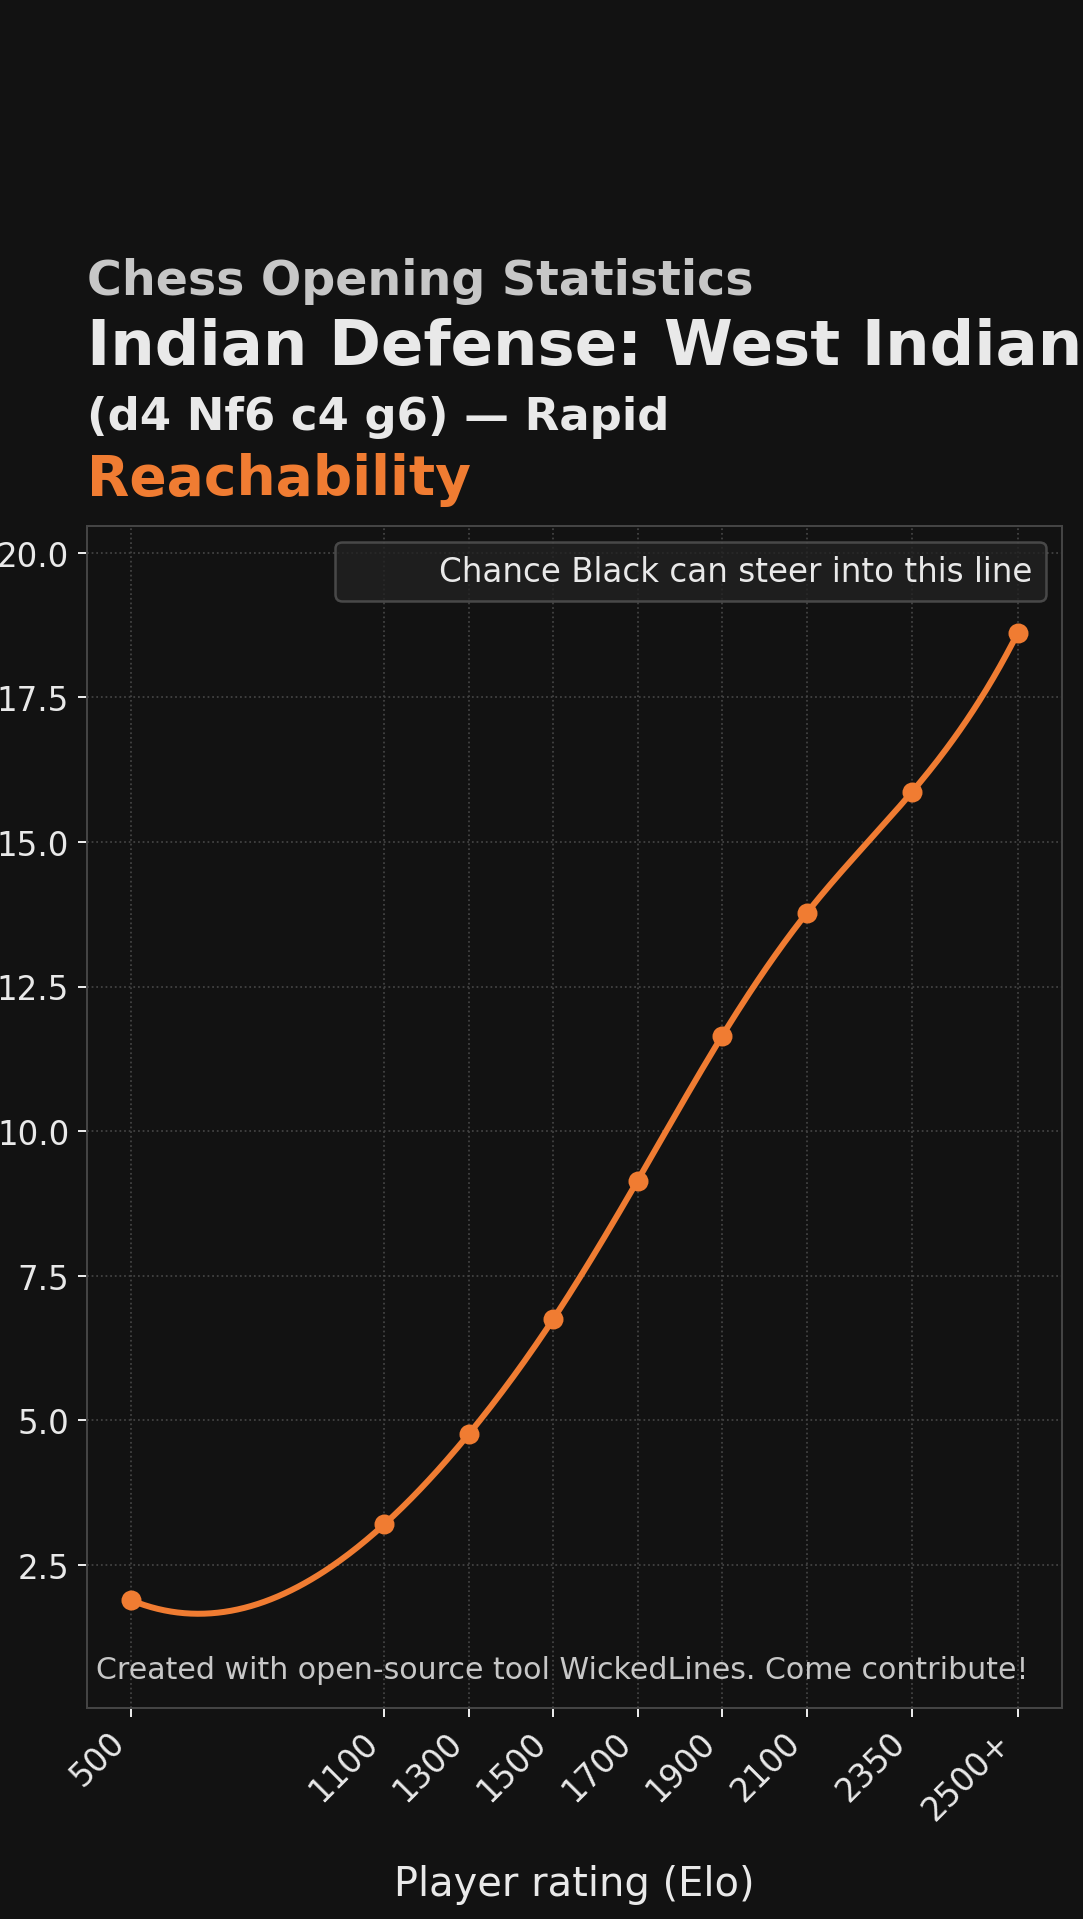 Chess Opening Statistics
Indian Defense: West Indian
(d4 Nf6 c4 g6) — Rapid
Reachability
20.0
Chance Black can steer into this line
17.5
15.0
12.5
10.0
7.5
5.0
2.5
Created with open-source tool WickedLines. Come contribute!
500 1100 1300 1500 1700 1900 2100 2350 2500+
Player rating (Elo)